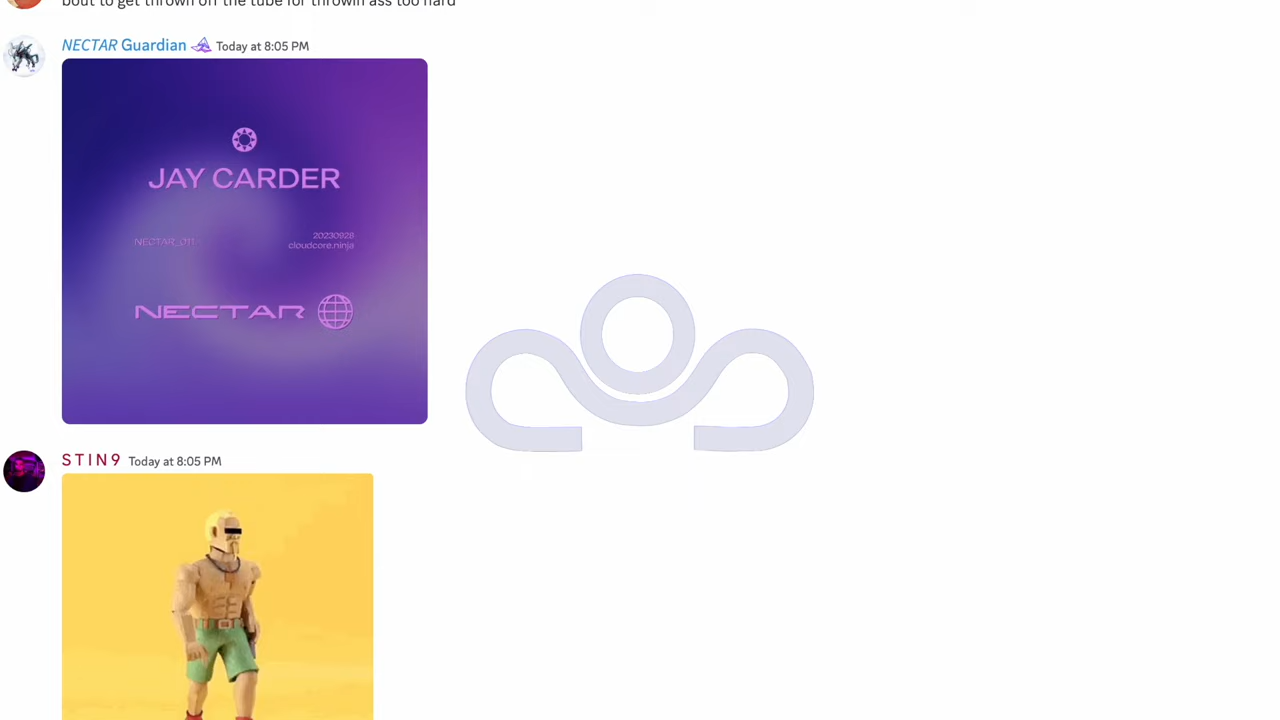 bout to get thrown off the tube for throwin ass too hard
NECTAR Guardian Today at 8:05 PM
JAY CARDER
NECTAR_011
20230928
cloudcore.ninja
NECTAR
STIN9 Today at 8:05 PM